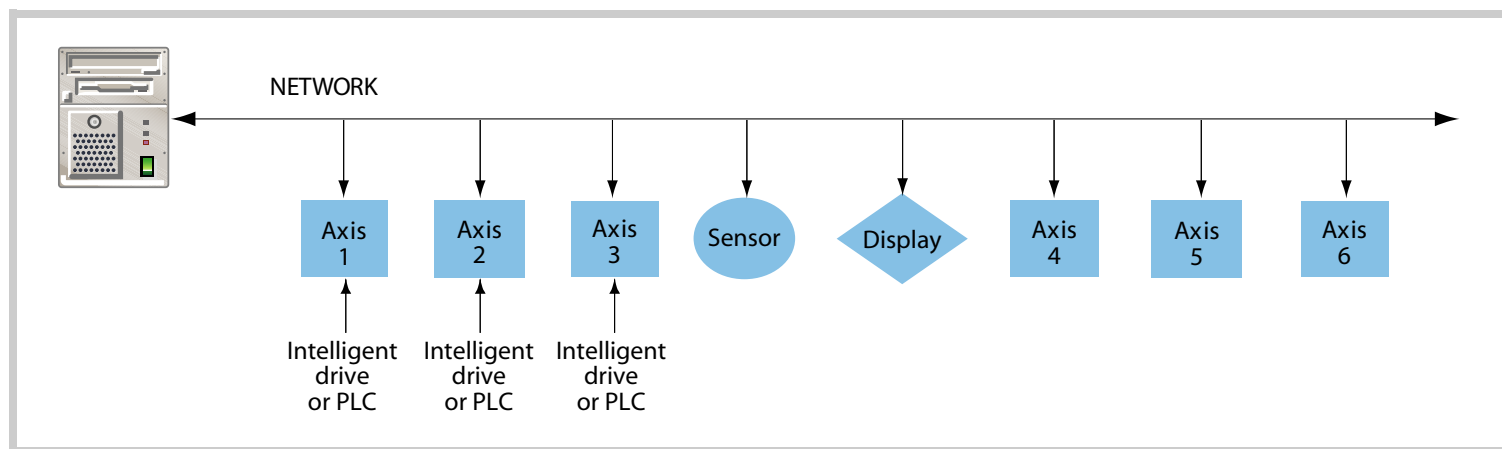 NETWORK
Axis
1
Axis
2
Axis
3
Sensor
Display
Axis
4
Axis
5
Axis
6
Intelligent
drive
or PLC
Intelligent
drive
or PLC
Intelligent
drive
or PLC